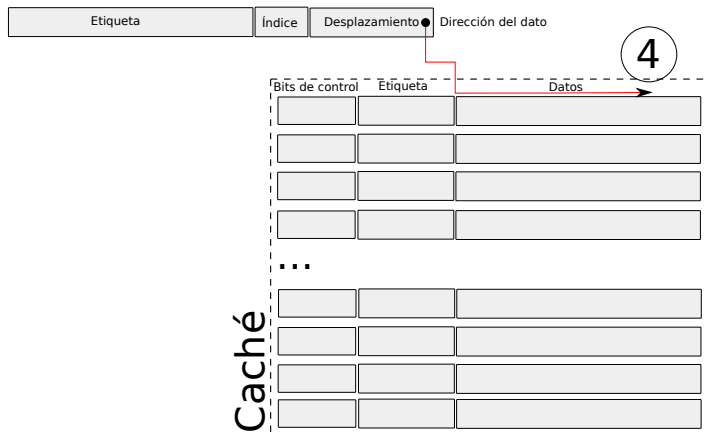 Etiqueta Índice Desplazamiento Dirección del dato
4
Bits de control Etiqueta Datos
...
Caché